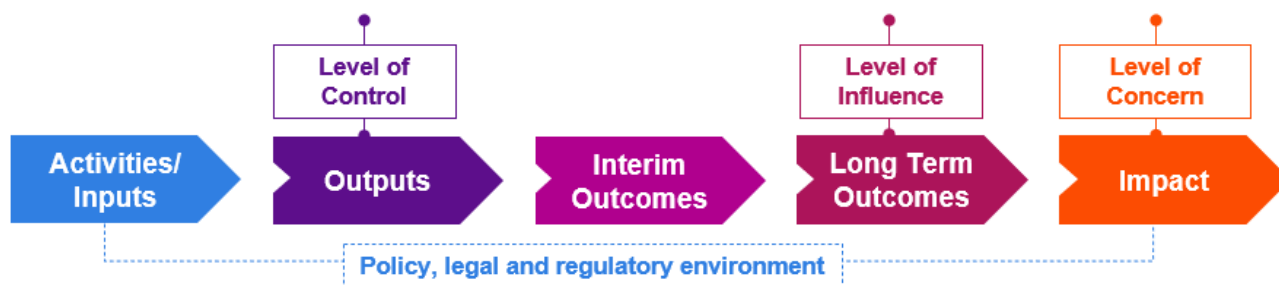 Level of
Control
Level of
Influence
Level of
Concern
Activities/
Inputs
Outputs
Interim
Outcomes
Long Term
Outcomes
Impact
Policy, legal and regulatory environment